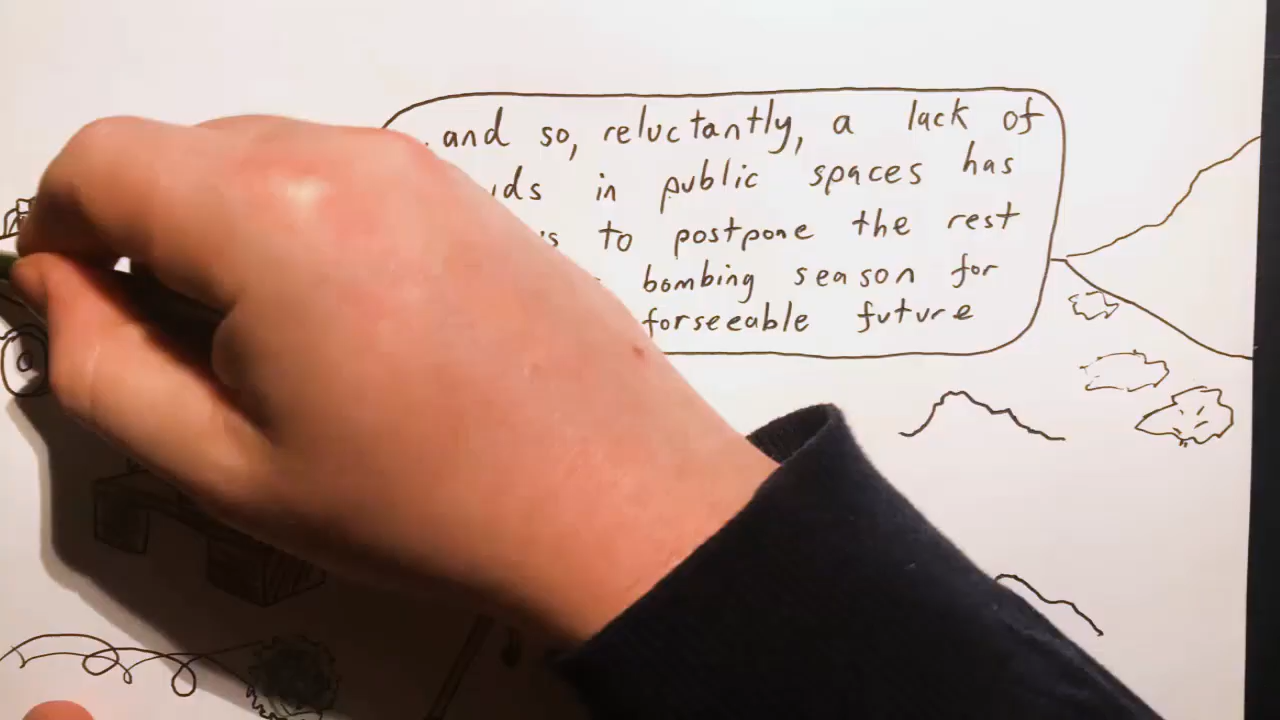 and so, reluctantly, a lack of
in public spaces has
to postpone the rest
bombing season for
forseeable future